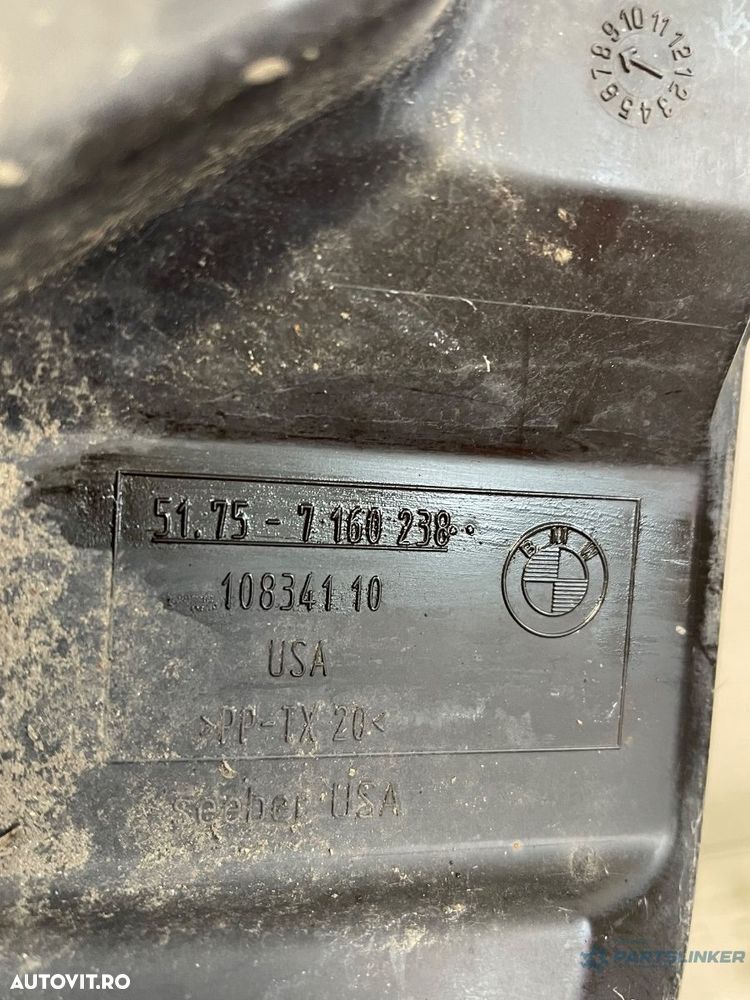 1 2 3 4 5 6 7 8 9 10 11 12
51.75 - 7 160 238
108341 10
BMW
USA
>PP-TX 20<
seeber USA
PARTSLINKER
AUTOVIT.RO